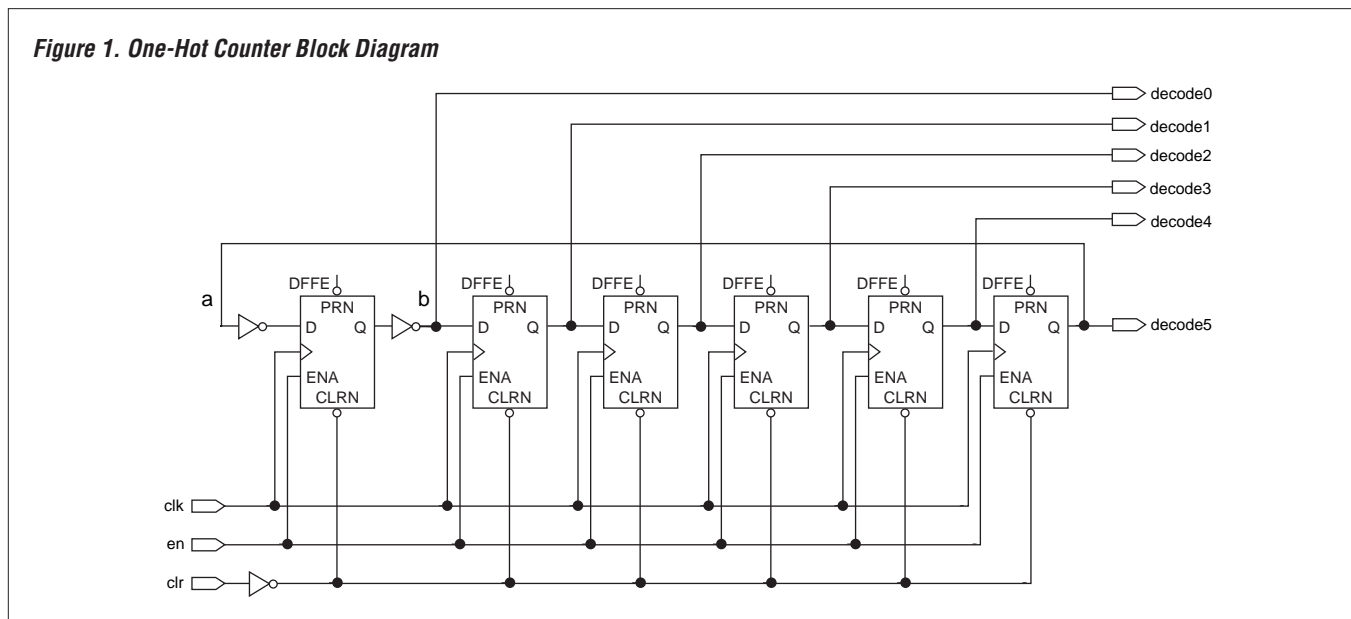 Figure 1. One-Hot Counter Block Diagram
decode0
decode1
decode2
decode3
decode4
a
b
DFFE DFFE DFFE DFFE DFFE DFFE
PRN PRN PRN PRN PRN PRN
D Q D Q D Q D Q D Q D Q
decode5
ENA ENA ENA ENA ENA ENA
CLRN CLRN CLRN CLRN CLRN CLRN
clk
en
clr